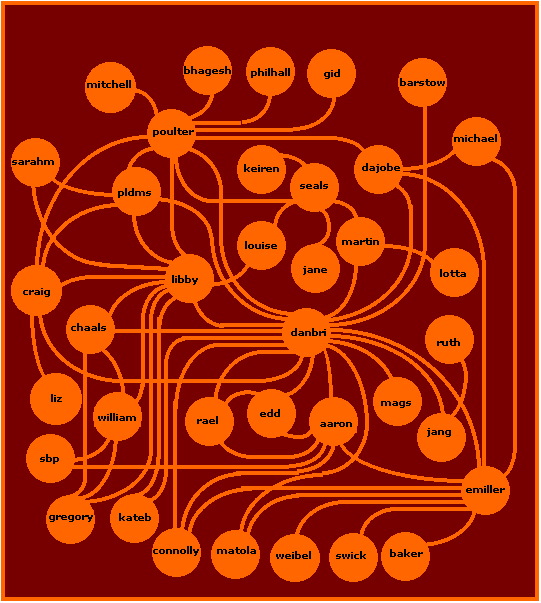 bhagesh
philhall
gid
mitchell
barstow
poulter
michael
sarahm
keiren
dajobe
seals
pldms
louise
martin
jane
lotta
libby
craig
chaals
danbri
ruth
liz
william
rael
edd
aaron
mags
jang
sbp
emiller
gregory
kateb
connolly
matola
weibel
swick
baker